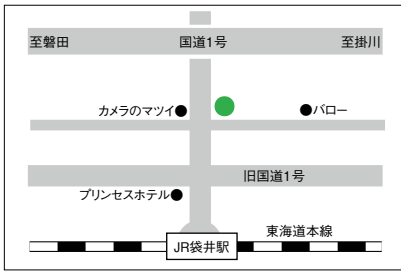 至磐田 国道1号 至掛川
カメラのマツイ バロー
旧国道1号
プリンセスホテル
東海道本線
JR袋井駅